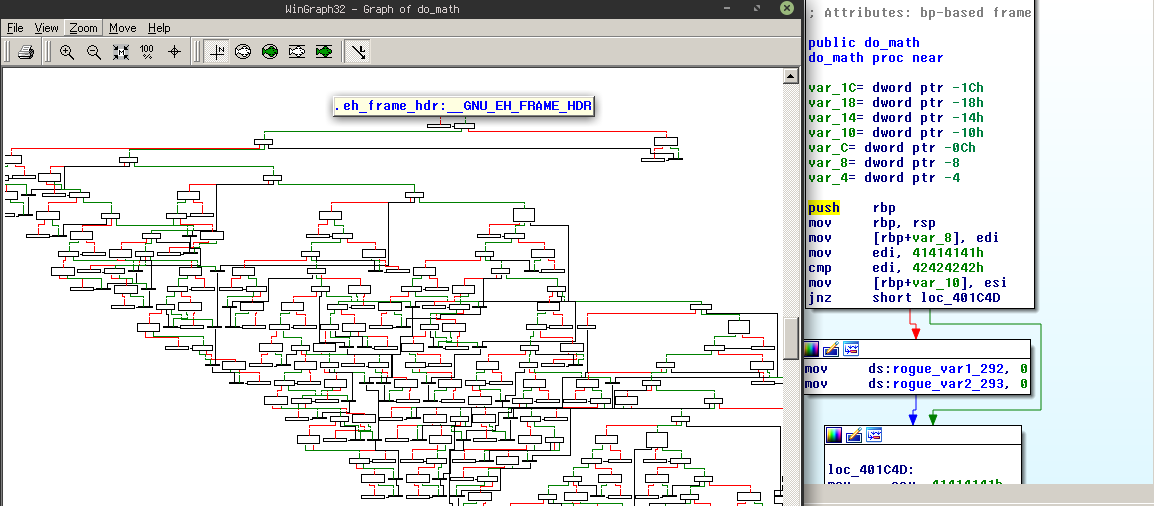 WinGraph32 - Graph of do_math
File View Zoom Move Help
100
%
N
.eh_frame_hdr:__GNU_EH_FRAME_HDR
; Attributes: bp-based frame
public do_math
do_math proc near
var_1C= dword ptr -1Ch
var_18= dword ptr -18h
var_14= dword ptr -14h
var_10= dword ptr -10h
var_C= dword ptr -0Ch
var_8= dword ptr -8
var_4= dword ptr -4
push rbp
mov rbp, rsp
mov [rbp+var_8], edi
mov edi, 41414141h
cmp edi, 42424242h
mov [rbp+var_10], esi
jnz short loc_401C4D
mov ds:rogue_var1_292, 0
mov ds:rogue_var2_293, 0
loc_401C4D: